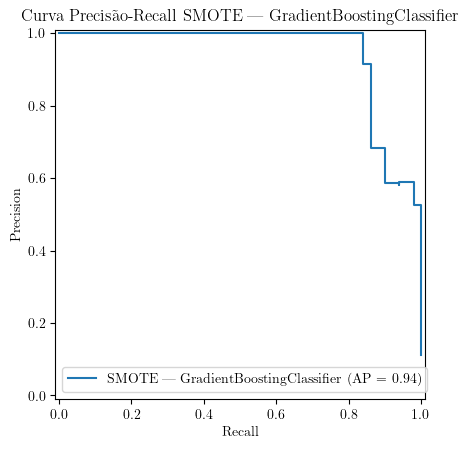 Curva Precisão-Recall SMOTE — GradientBoostingClassifier
1.0
0.8
0.6
0.4
0.2
0.0
Precision
SMOTE — GradientBoostingClassifier (AP = 0.94)
0.0 0.2 0.4 0.6 0.8 1.0
Recall